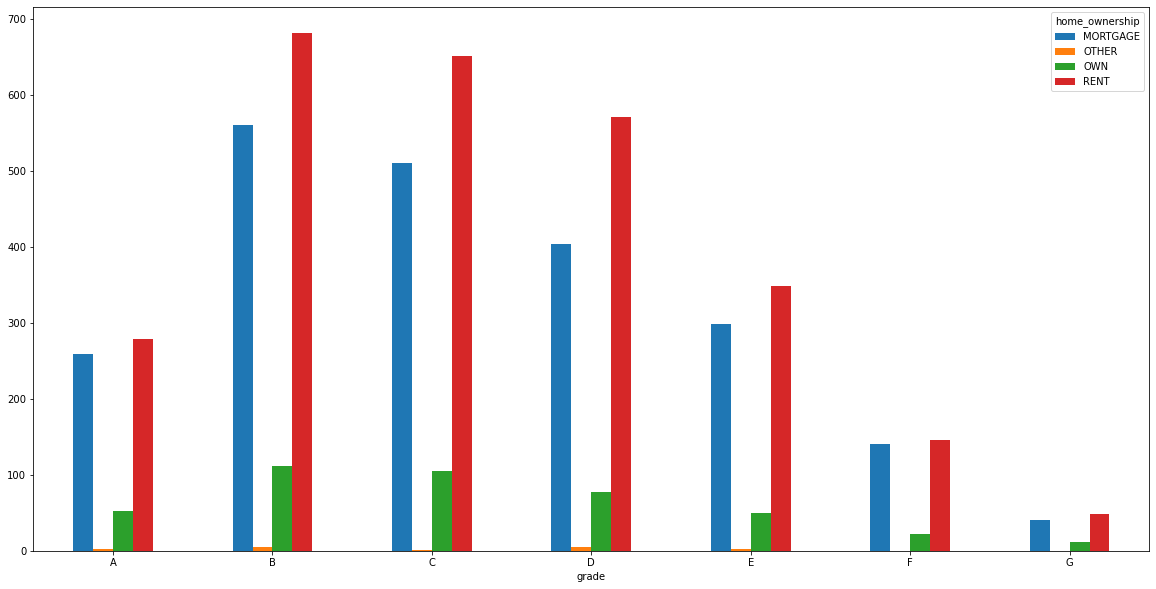 700
600
500
400
300
200
100
0
home_ownership
MORTGAGE
OTHER
OWN
RENT
A B C D E F G
grade